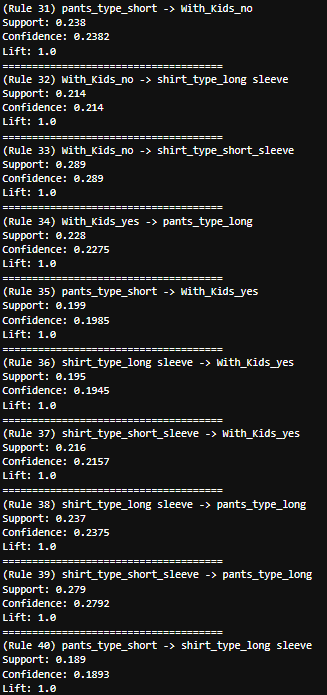 (Rule 31) pants_type_short -> With_Kids_no
Support: 0.238
Confidence: 0.2382
Lift: 1.0
=====================================
(Rule 32) With_Kids_no -> shirt_type_long sleeve
Support: 0.214
Confidence: 0.214
Lift: 1.0
=====================================
(Rule 33) With_Kids_no -> shirt_type_short_sleeve
Support: 0.289
Confidence: 0.289
Lift: 1.0
=====================================
(Rule 34) With_Kids_yes -> pants_type_long
Support: 0.228
Confidence: 0.2275
Lift: 1.0
=====================================
(Rule 35) pants_type_short -> With_Kids_yes
Support: 0.199
Confidence: 0.1985
Lift: 1.0
=====================================
(Rule 36) shirt_type_long sleeve -> With_Kids_yes
Support: 0.195
Confidence: 0.1945
Lift: 1.0
=====================================
(Rule 37) shirt_type_short_sleeve -> With_Kids_yes
Support: 0.216
Confidence: 0.2157
Lift: 1.0
=====================================
(Rule 38) shirt_type_long sleeve -> pants_type_long
Support: 0.237
Confidence: 0.2375
Lift: 1.0
=====================================
(Rule 39) shirt_type_short_sleeve -> pants_type_long
Support: 0.279
Confidence: 0.2792
Lift: 1.0
=====================================
(Rule 40) pants_type_short -> shirt_type_long sleeve
Support: 0.189
Confidence: 0.1893
Lift: 1.0